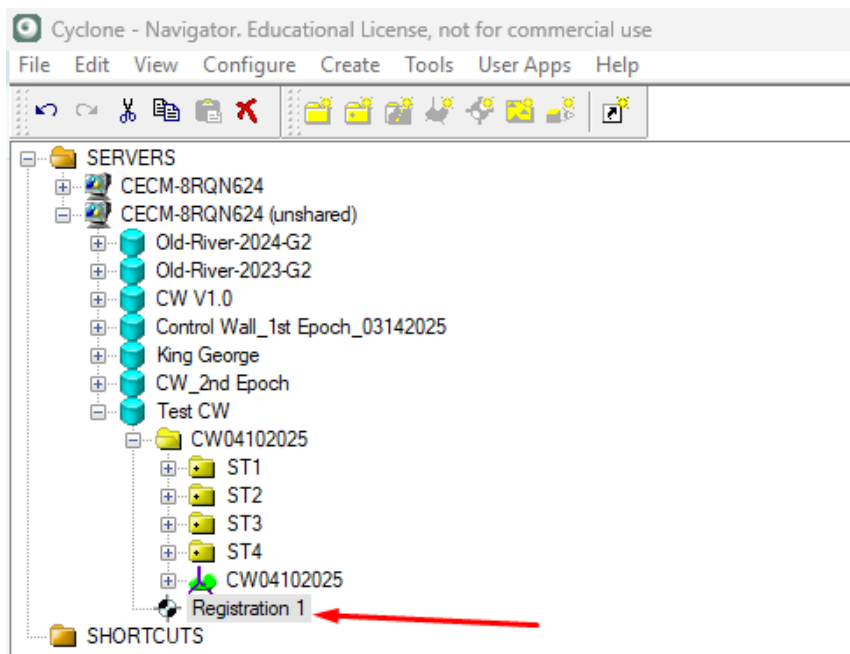 Cyclone - Navigator. Educational License, not for commercial use
File Edit View Configure Create Tools User Apps Help
SERVERS
CECM-8RQN624
CECM-8RQN624 (unshared)
Old-River-2024-G2
Old-River-2023-G2
CW V1.0
Control Wall_1st Epoch_03142025
King George
CW_2nd Epoch
Test CW
CW04102025
ST1
ST2
ST3
ST4
CW04102025
Registration 1
SHORTCUTS